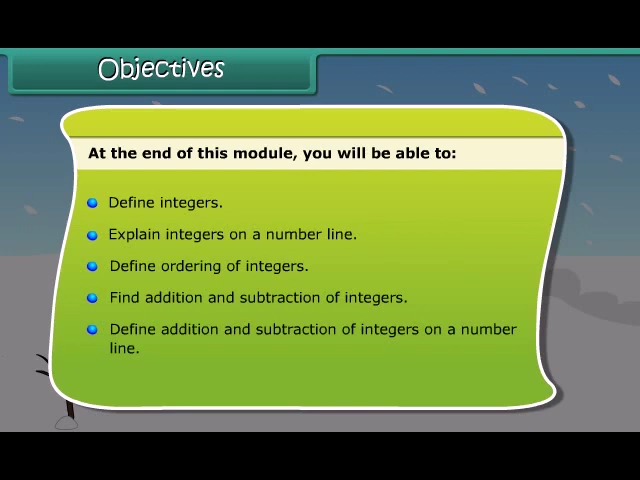 Objectives
At the end of this module, you will be able to:
Define integers.
Explain integers on a number line.
Define ordering of integers.
Find addition and subtraction of integers.
Define addition and subtraction of integers on a number
line.